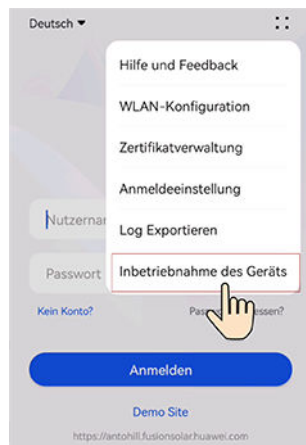 Deutsch
Hilfe und Feedback
WLAN-Konfiguration
Zertifikatverwaltung
Anmeldeeinstellung
Log Exportieren
Inbetriebnahme des Geräts
Nutzernar
Passwort
Kein Konto?
essen?
Anmelden
Demo Site
https://antohill.fusionsolar.huawei.com